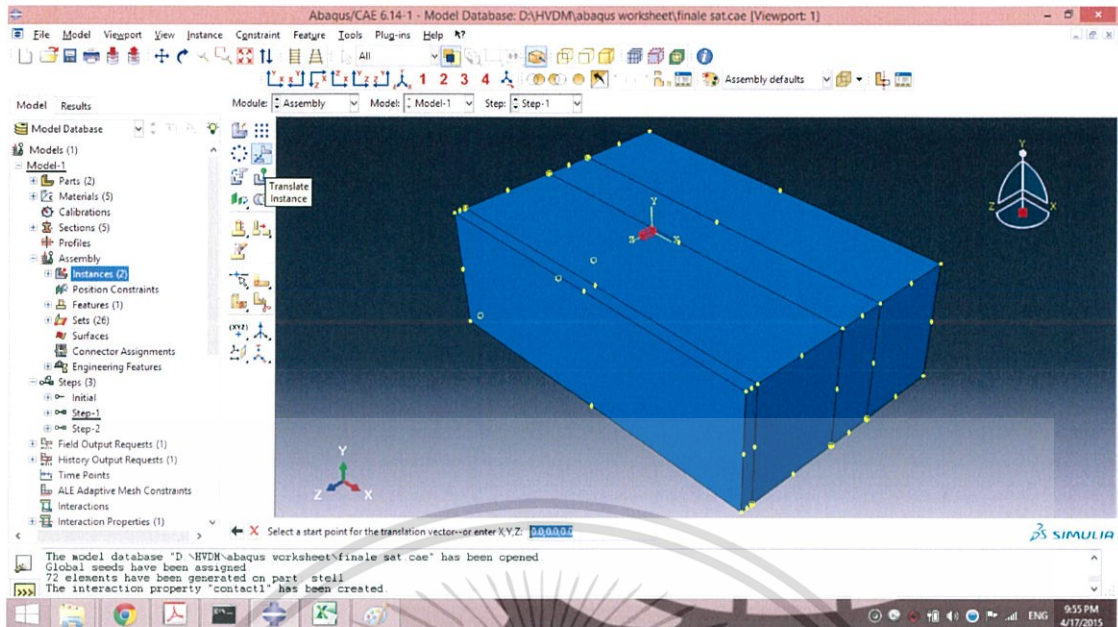 Abaqus/CAE 6.14-1 - Model Database: D:\HVDM\abaqus worksheet\finale sat.cae [Viewport: 1]
File Model Viewport View Instance Constraint Feature Tools Plug-ins Help
All
1 2 3 4
Assembly defaults
Model Results
Module: Assembly Model: Model-1 Step: Step-1
Model Database
Models (1)
Model-1
Parts (2)
Materials (5)
Calibrations
Sections (5)
Profiles
Assembly
Instances (2)
Position Constraints
Features (1)
Sets (26)
Surfaces
Connector Assignments
Engineering Features
Steps (3)
Initial
Step-1
Step-2
Field Output Requests (1)
History Output Requests (1)
Time Points
ALE Adaptive Mesh Constraints
Interactions
Interaction Properties (1)
Translate
Instance
(XYZ)
Y
Z X
Y
Z X
Select a start point for the translation vector--or enter X,Y,Z: 0.0,0.0,0.0
SIMULIA
The model database "D:\HVDM\abaqus worksheet\finale sat.cae" has been opened
Global seeds have been assigned
72 elements have been generated on part: stell
The interaction property "contact1" has been created.
ENG
9:55 PM
4/17/2015